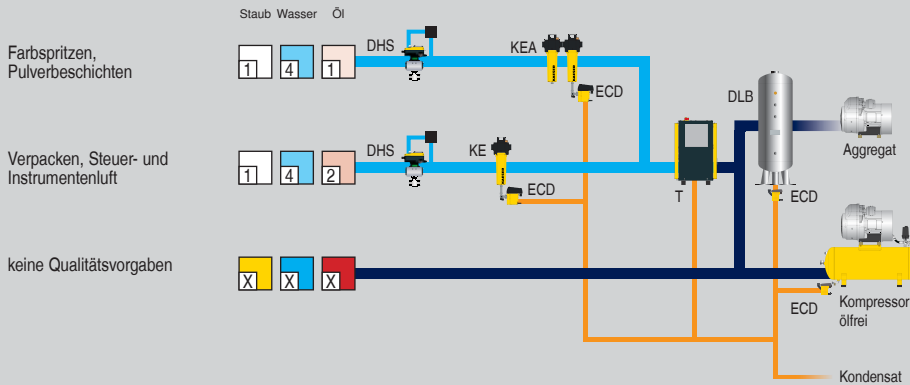 Staub Wasser Öl
Farbspritzen,
Pulverbeschichten
1 4 1
DHS
KEA
ECD
DLB
Aggregat
Verpacken, Steuer- und
Instrumentenluft
1 4 2
DHS
KE
ECD
T
ECD
keine Qualitätsvorgaben
X X X
ECD
Kompressor
ölfrei
Kondensat